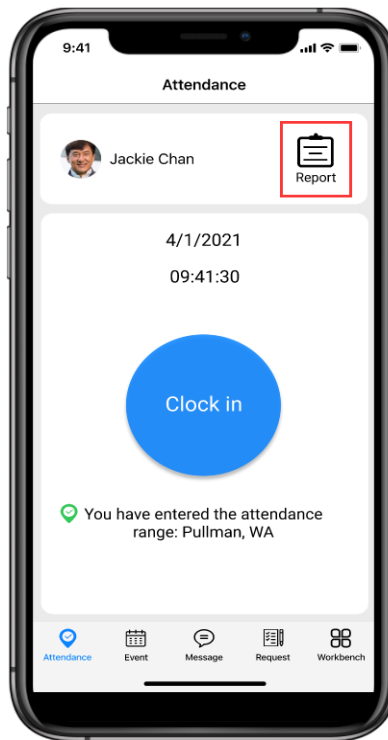 9:41
Attendance
Jackie Chan
Report
4/1/2021
09:41:30
Clock in
You have entered the attendance
range: Pullman, WA
Attendance Event Message Request Workbench